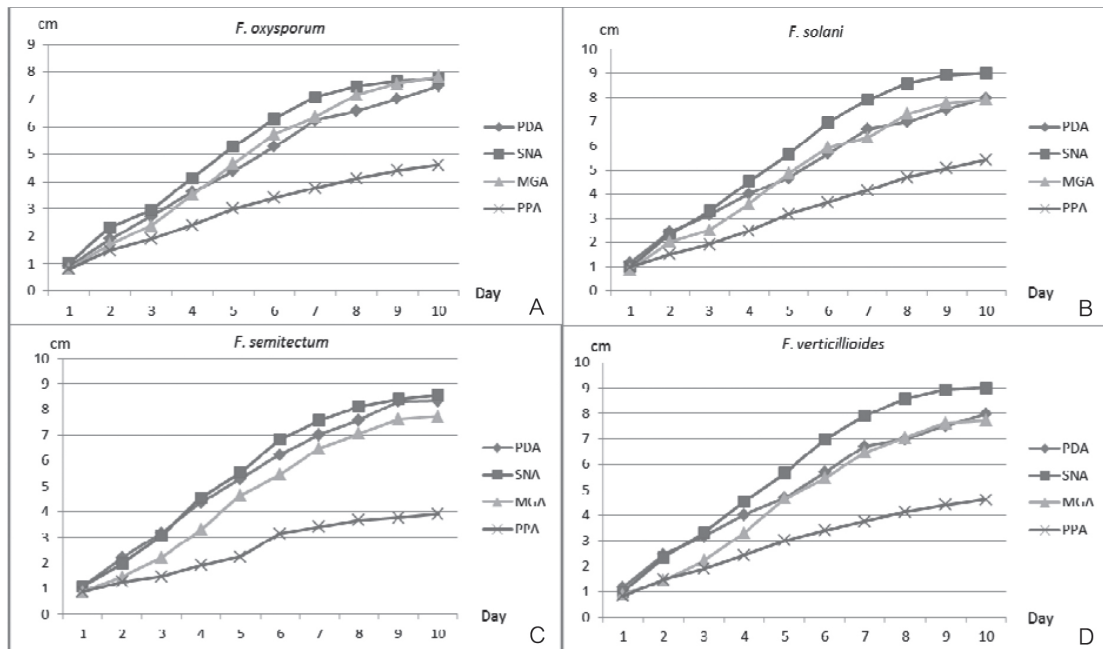 cm F. oxysporum
9
8
7
6
5
4
3
2
1
0
1 2 3 4 5 6 7 8 9 10
Day
PDA
SNA
MGA
PPA
A
cm F. solani
10
9
8
7
6
5
4
3
2
1
0
1 2 3 4 5 6 7 8 9 10
Day
PDA
SNA
MGA
PPA
B
cm F. semitectum
10
9
8
7
6
5
4
3
2
1
0
1 2 3 4 5 6 7 8 9 10
Day
PDA
SNA
MGA
PPA
C
cm F. verticillioides
10
9
8
7
6
5
4
3
2
1
0
1 2 3 4 5 6 7 8 9 10
Day
PDA
SNA
MGA
PPA
D